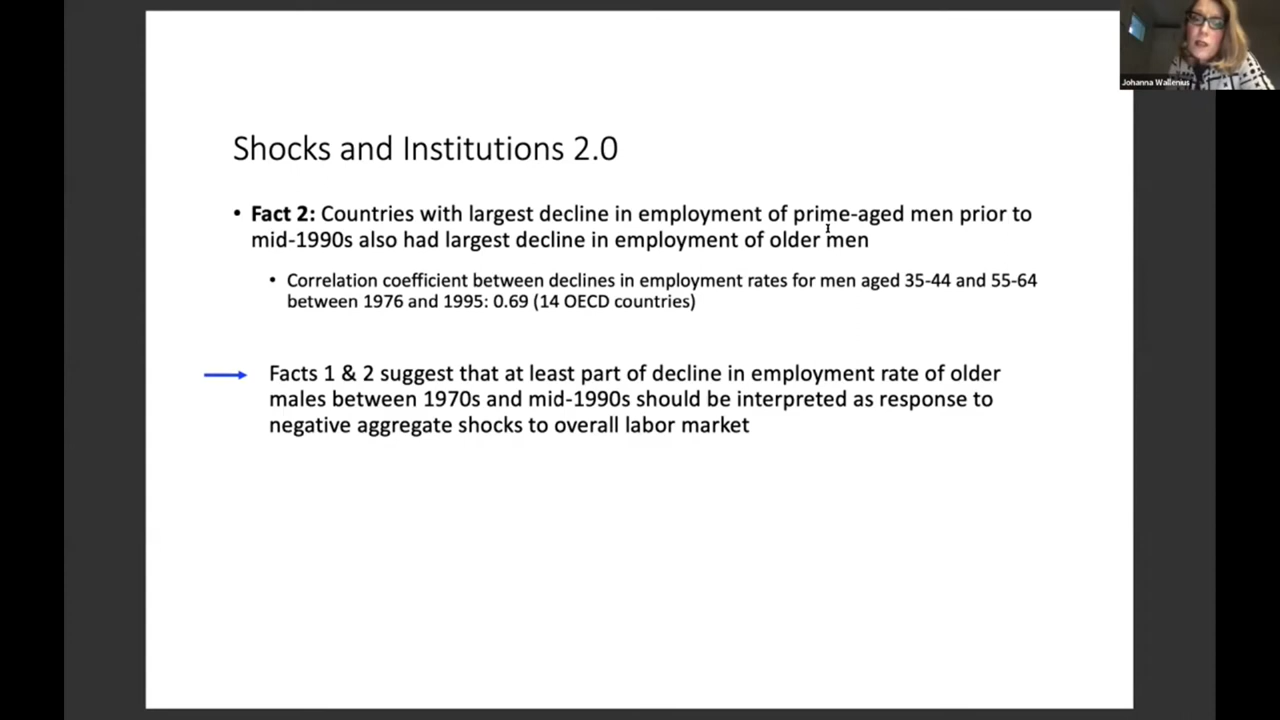 Johanna Wallenius
Shocks and Institutions 2.0
• Fact 2: Countries with largest decline in employment of prime-aged men prior to
mid-1990s also had largest decline in employment of older men
• Correlation coefficient between declines in employment rates for men aged 35-44 and 55-64
between 1976 and 1995: 0.69 (14 OECD countries)
Facts 1 & 2 suggest that at least part of decline in employment rate of older
males between 1970s and mid-1990s should be interpreted as response to
negative aggregate shocks to overall labor market